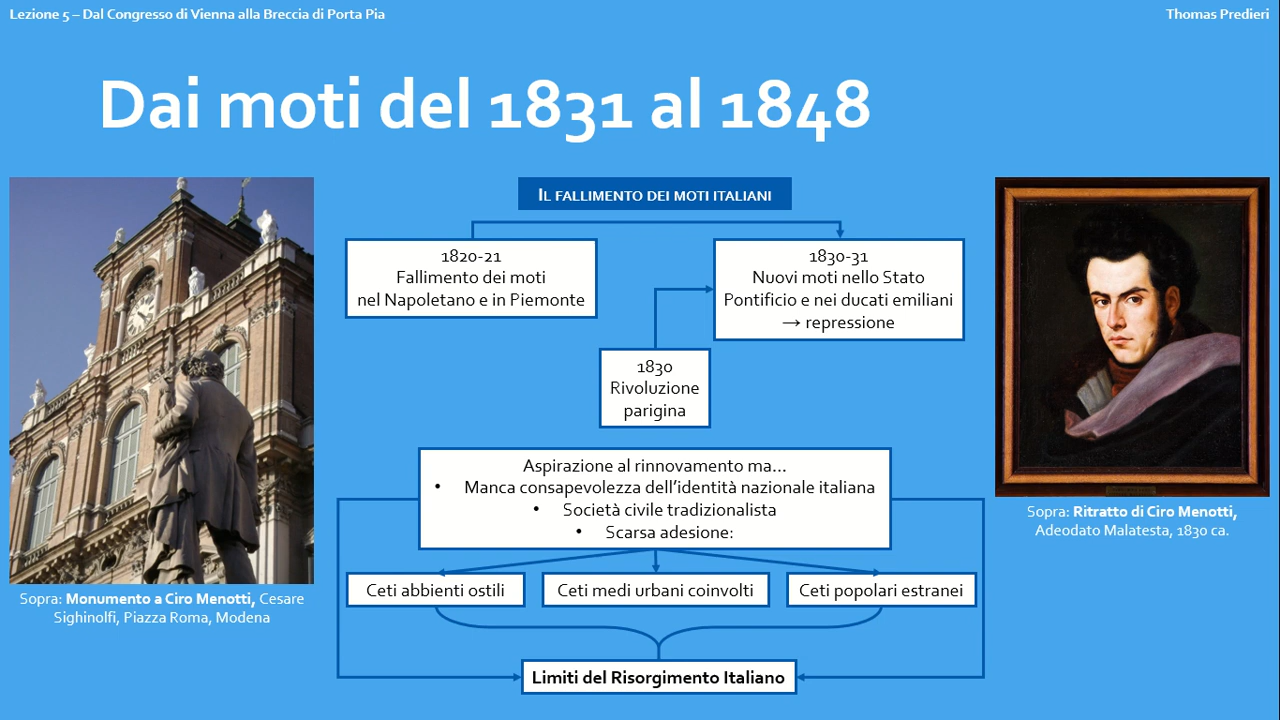 Lezione 5 – Dal Congresso di Vienna alla Breccia di Porta Pia
Thomas Predieri
Dai moti del 1831 al 1848
Il fallimento dei moti italiani
1820-21
Fallimento dei moti
nel Napoletano e in Piemonte
1830-31
Nuovi moti nello Stato
Pontificio e nei ducati emiliani
→ repressione
1830
Rivoluzione
parigina
Aspirazione al rinnovamento ma...
• Manca consapevolezza dell'identità nazionale italiana
• Società civile tradizionalista
• Scarsa adesione:
Ceti abbienti ostili
Ceti medi urbani coinvolti
Ceti popolari estranei
Limiti del Risorgimento Italiano
Sopra: Monumento a Ciro Menotti, Cesare
Sighinolfi, Piazza Roma, Modena
Sopra: Ritratto di Ciro Menotti,
Adeodato Malatesta, 1830 ca.